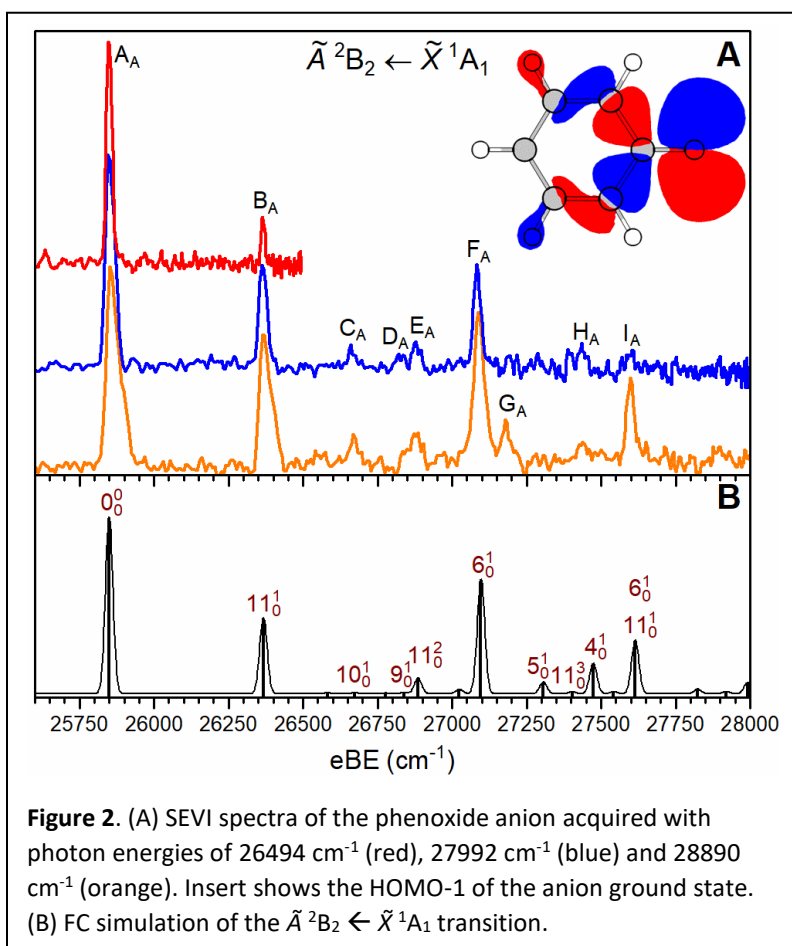 A_A
Ã ²B₂ ← X̃ ¹A₁
A
B_A
C_A
D_A
E_A
F_A
G_A
H_A
I_A
B
0⁰₀
11¹₀
10¹₀
9¹₀
11²₀
6¹₀
5¹₀
11³₀
4¹₀
6¹₀
11¹₀
25750 26000 26250 26500 26750 27000 27250 27500 27750 28000
eBE (cm⁻¹)
Figure 2. (A) SEVI spectra of the phenoxide anion acquired with
photon energies of 26494 cm⁻¹ (red), 27992 cm⁻¹ (blue) and 28890
cm⁻¹ (orange). Insert shows the HOMO-1 of the anion ground state.
(B) FC simulation of the Ã ²B₂ ← X̃ ¹A₁ transition.